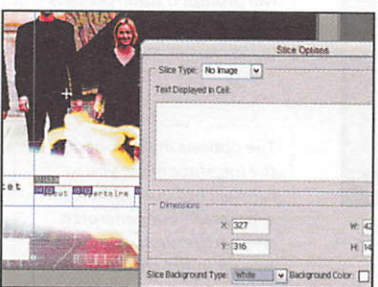 Slice Options
Slice Type: No Image
Text Displayed in Cell:
Dimensions
X: 327 W:
Y: 316 H:
Slice Background Type: White Background Color: